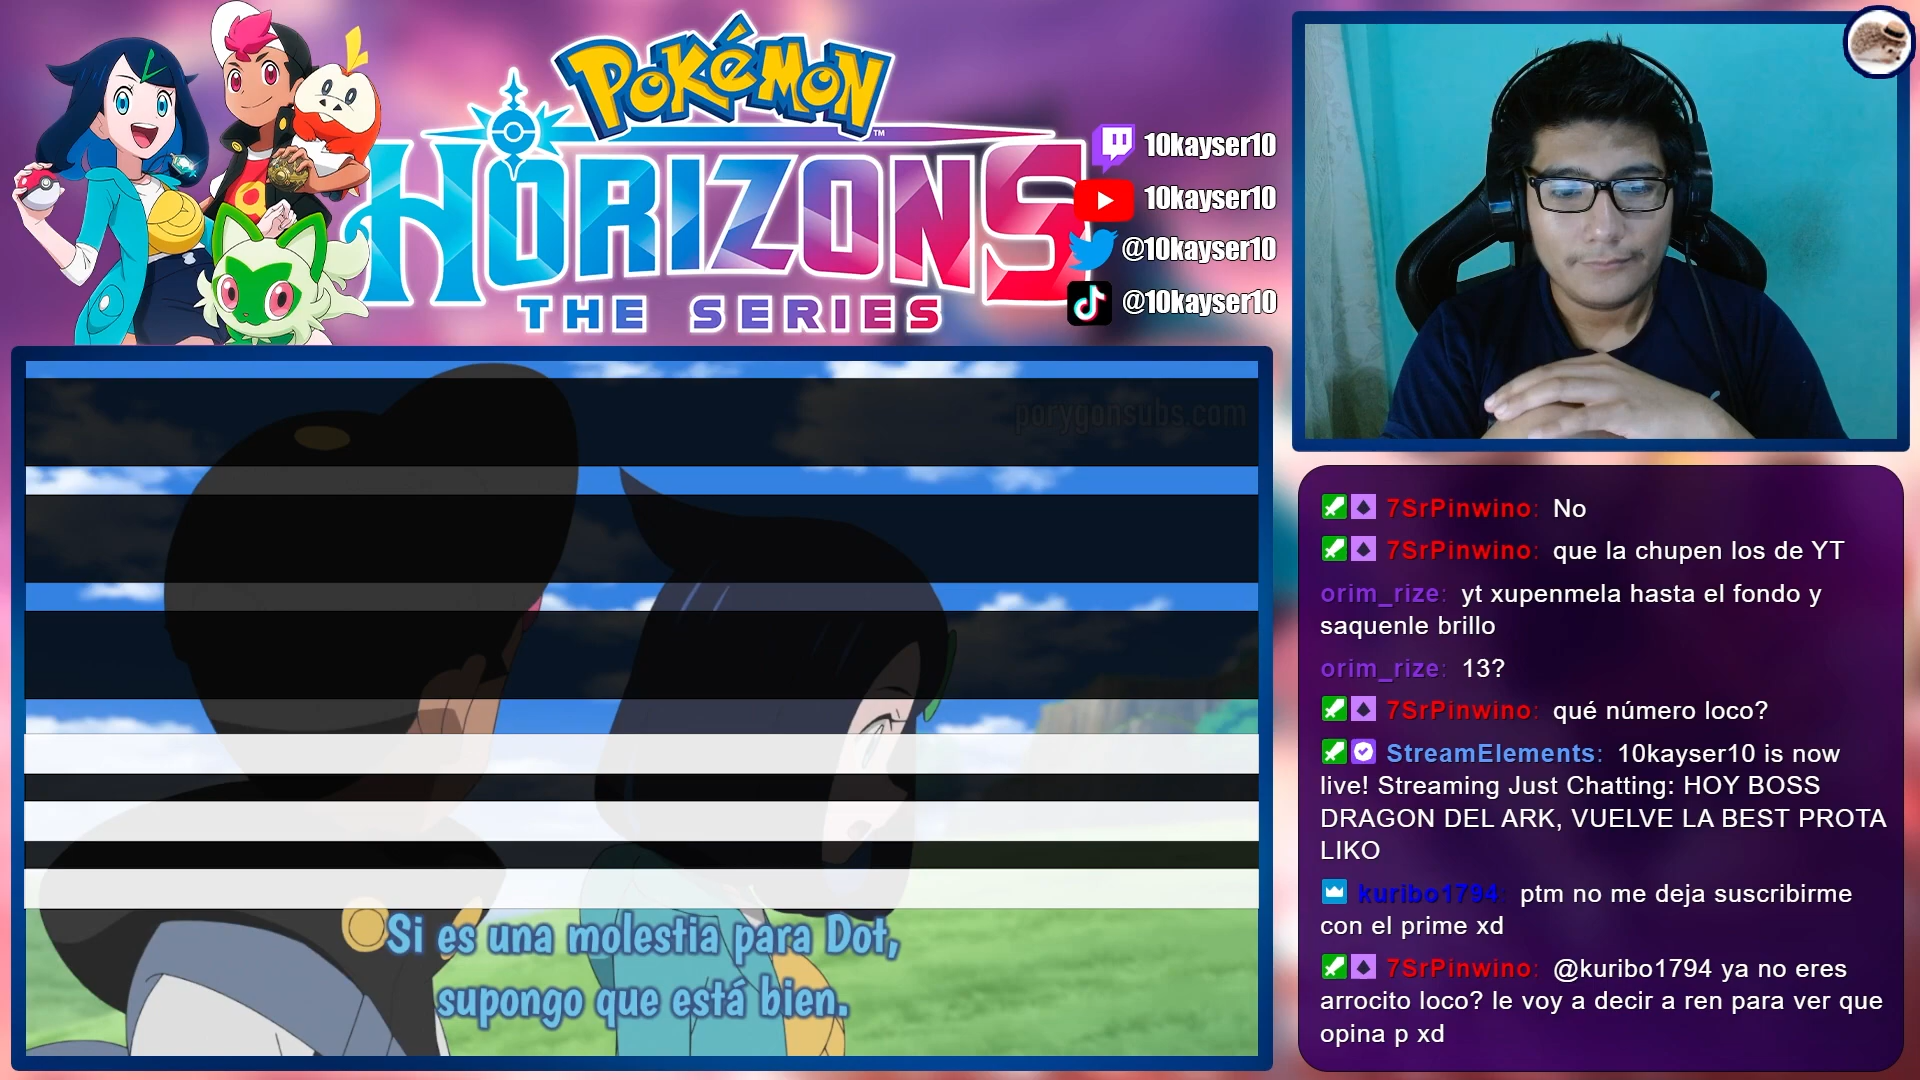 POKÉMON
TM
HORIZONS
THE SERIES
10kayser10
10kayser10
@10kayser10
@10kayser10
porygonsubs.com
Si es una molestia para Dot,
supongo que está bien.
7SrPinwino: No
7SrPinwino: que la chupen los de YT
orim_rize: yt xupenmela hasta el fondo y
saquenle brillo
orim_rize: 13?
7SrPinwino: qué número loco?
StreamElements: 10kayser10 is now
live! Streaming Just Chatting: HOY BOSS
DRAGON DEL ARK, VUELVE LA BEST PROTA
LIKO
kuribo1794: ptm no me deja suscribirme
con el prime xd
7SrPinwino: @kuribo1794 ya no eres
arrocito loco? le voy a decir a ren para ver que
opina p xd